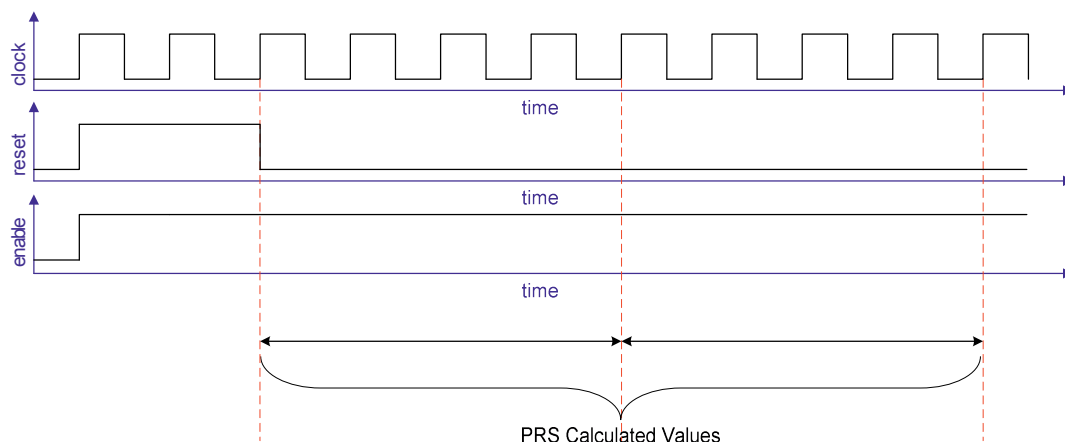 clock
time
reset
time
enable
time
PRS Calculated Values